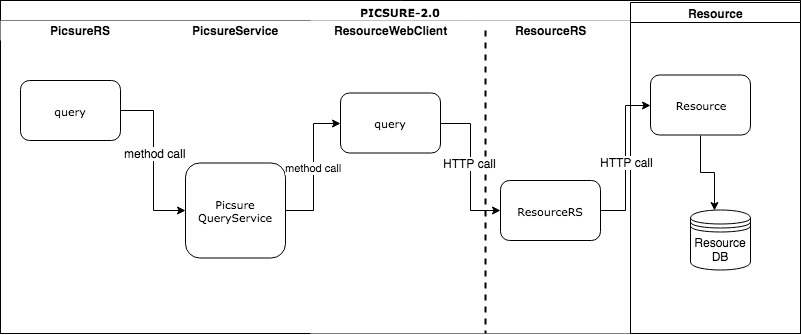 PICSURE-2.0
Resource
PicsureRS
PicsureService
ResourceWebClient
ResourceRS
query
method call
Picsure
QueryService
method call
query
HTTP call
ResourceRS
HTTP call
Resource
Resource
DB